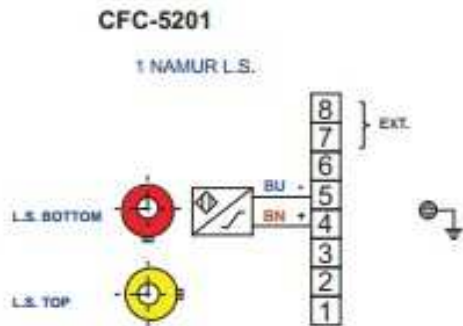 CFC-5201
1 NAMUR L.S.
8
7
EXT.
6
BU -
5
L.S. BOTTOM
BN +
4
3
2
L.S. TOP
1